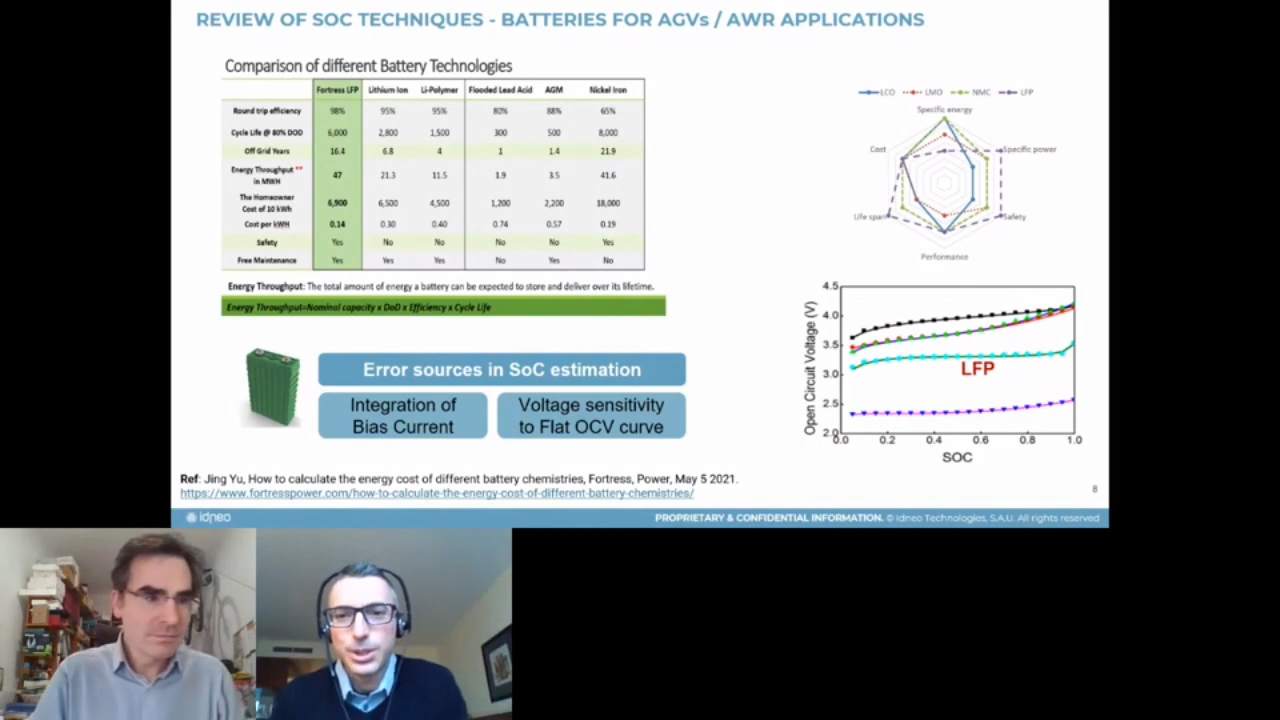 REVIEW OF SOC TECHNIQUES - BATTERIES FOR AGVs / AWR APPLICATIONS
Comparison of different Battery Technologies
Fortress LFP Lithium Ion Li-Polymer Flooded Lead Acid AGM Nickel Iron
Round trip efficiency 98% 95% 95% 80% 88% 65%
Cycle Life @ 80% DOD 6,000 2,800 1,500 300 500 8,000
Off Grid Years 16.4 6.8 4 1 1.4 21.9
Energy Throughput **
in MWH 47 21.3 11.5 1.9 3.5 41.6
The Homeowner
Cost of 10 kWh 6,900 6,500 4,500 1,200 2,200 18,000
Cost per kWH 0.14 0.30 0.40 0.74 0.57 0.19
Safety Yes No No No No Yes
Free Maintenance Yes Yes Yes No Yes No
Energy Throughput: The total amount of energy a battery can be expected to store and deliver over its lifetime.
Energy Throughput=Nominal capacity x DoD x Efficiency x Cycle Life
LCO LMO NMC LFP
Specific energy
Cost Specific power
Life span Safety
Performance
Error sources in SoC estimation
Integration of
Bias Current
Voltage sensitivity
to Flat OCV curve
Open Circuit Voltage (V)
4.5
4.0
3.5
3.0
2.5
2.0
LFP
0.0 0.2 0.4 0.6 0.8 1.0
SOC
Ref: Jing Yu, How to calculate the energy cost of different battery chemistries, Fortress, Power, May 5 2021.
https://www.fortresspower.com/how-to-calculate-the-energy-cost-of-different-battery-chemistries/
8
idneo
PROPRIETARY & CONFIDENTIAL INFORMATION. © Idneo Technologies, S.A.U. All rights reserved